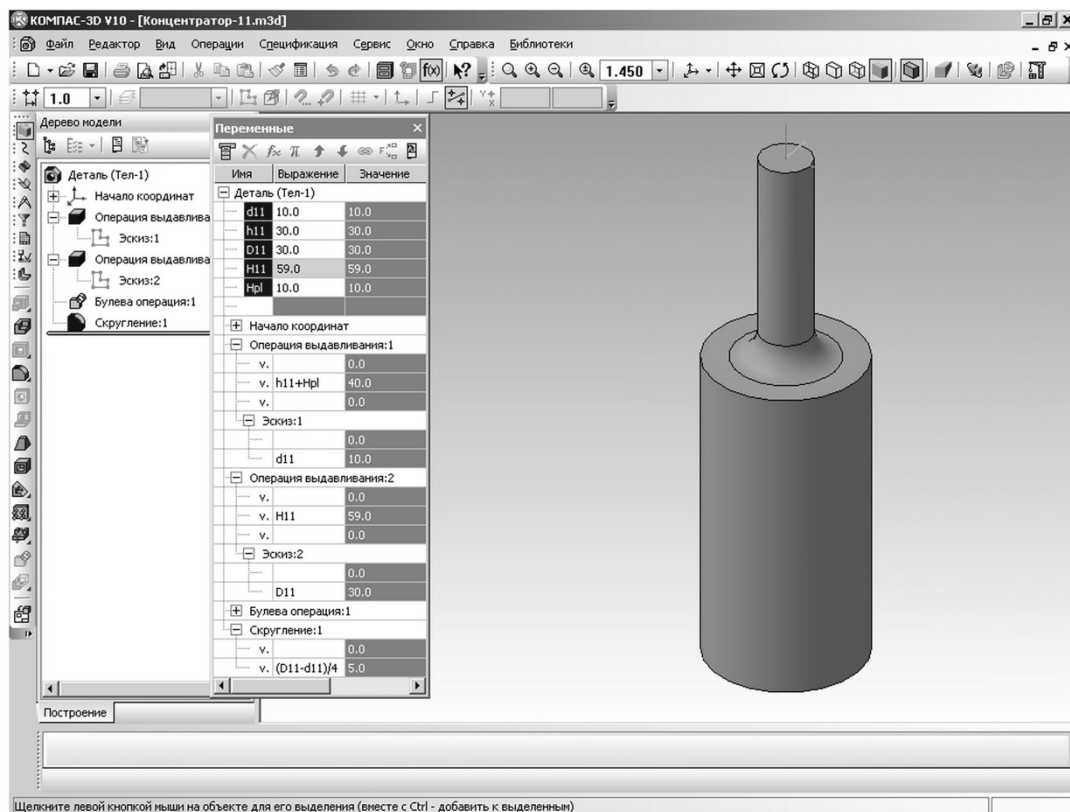 КОМПАС-3D V10 - [Концентратор-11.m3d]
Файл Редактор Вид Операции Спецификация Сервис Окно Справка Библиотеки
1.450
1.0
Дерево модели
Деталь (Тел-1)
Начало координат
Операция выдавлива
Эскиз:1
Операция выдавлива
Эскиз:2
Булева операция:1
Скругление:1
Построение
Переменные
Имя Выражение Значение
Деталь (Тел-1)
d11 10.0 10.0
h11 30.0 30.0
D11 30.0 30.0
H11 59.0 59.0
Hpl 10.0 10.0
Начало координат
Операция выдавливания:1
v. 0.0
v. h11+Hpl 40.0
v. 0.0
Эскиз:1
0.0
d11 10.0
Операция выдавливания:2
v. 0.0
v. H11 59.0
v. 0.0
Эскиз:2
0.0
D11 30.0
Булева операция:1
Скругление:1
v. 0.0
v. (D11-d11)/4 5.0
Щелкните левой кнопкой мыши на объекте для его выделения (вместе с Ctrl - добавить к выделенным)